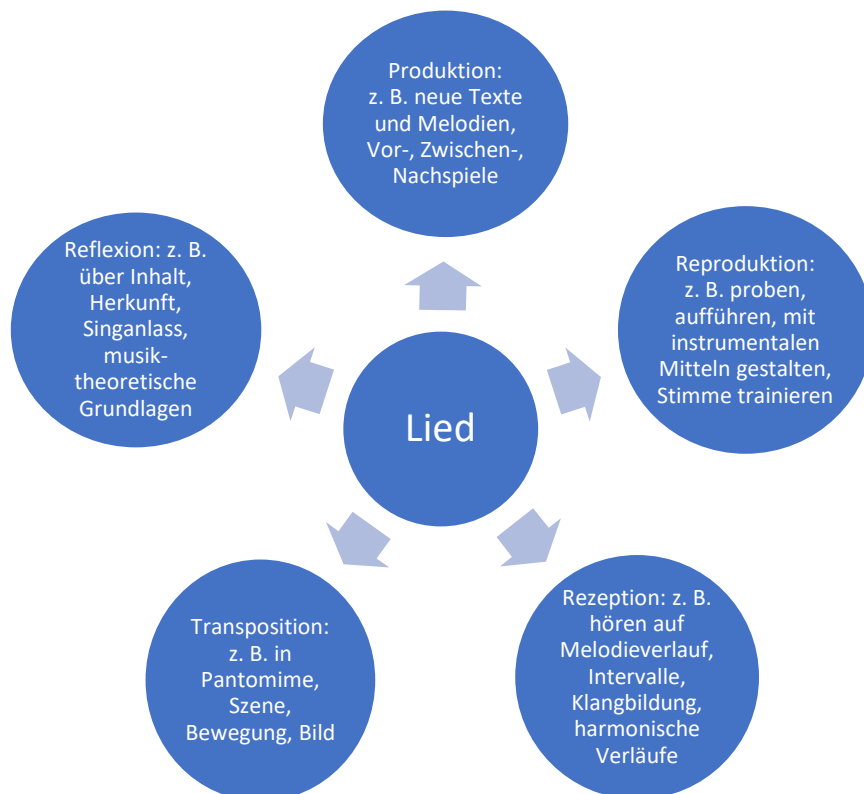 Produktion:
z. B. neue Texte
und Melodien,
Vor-, Zwischen-,
Nachspiele
Reproduktion:
z. B. proben,
aufführen, mit
instrumentalen
Mitteln gestalten,
Stimme trainieren
Rezeption: z. B.
hören auf
Melodieverlauf,
Intervalle,
Klangbildung,
harmonische
Verläufe
Transposition:
z. B. in
Pantomime,
Szene,
Bewegung, Bild
Reflexion: z. B.
über Inhalt,
Herkunft,
Singanlass,
musik-
theoretische
Grundlagen
Lied